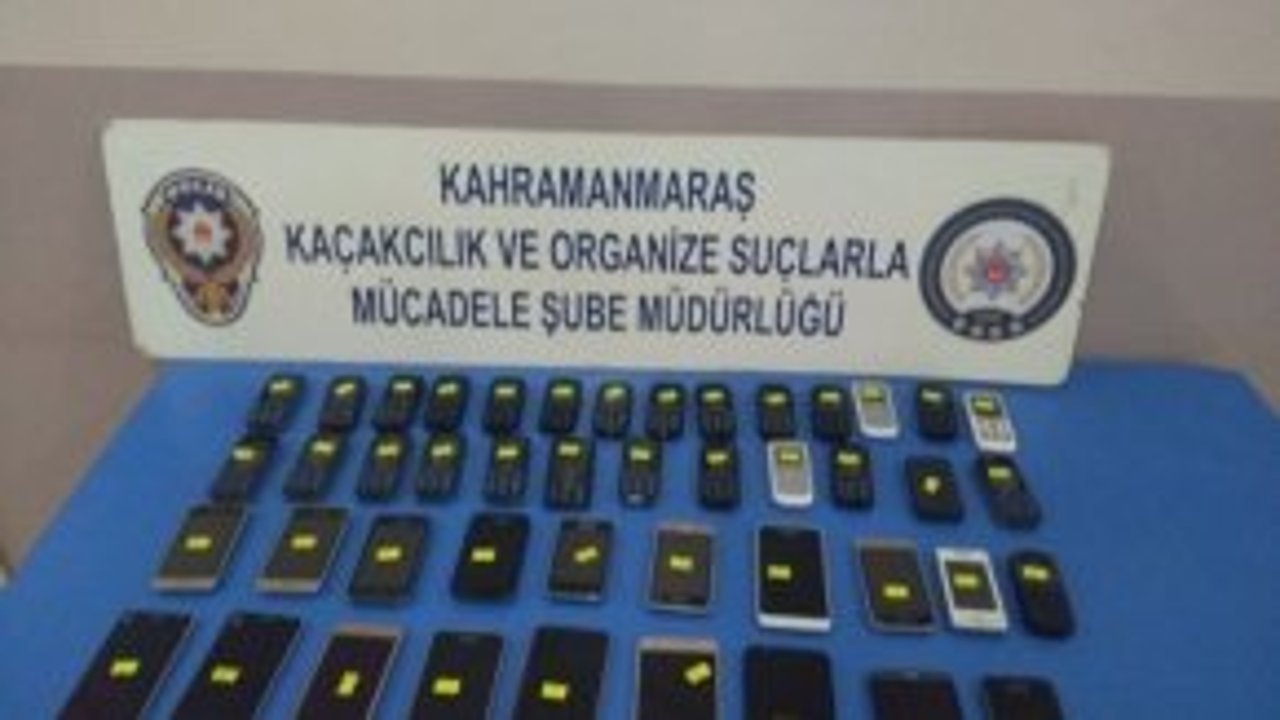 KAHRAMANMARAŞ
KAÇAKCILIK VE ORGANİZE SUÇLARLA
MÜCADELE ŞUBE MÜDÜRLÜĞÜ